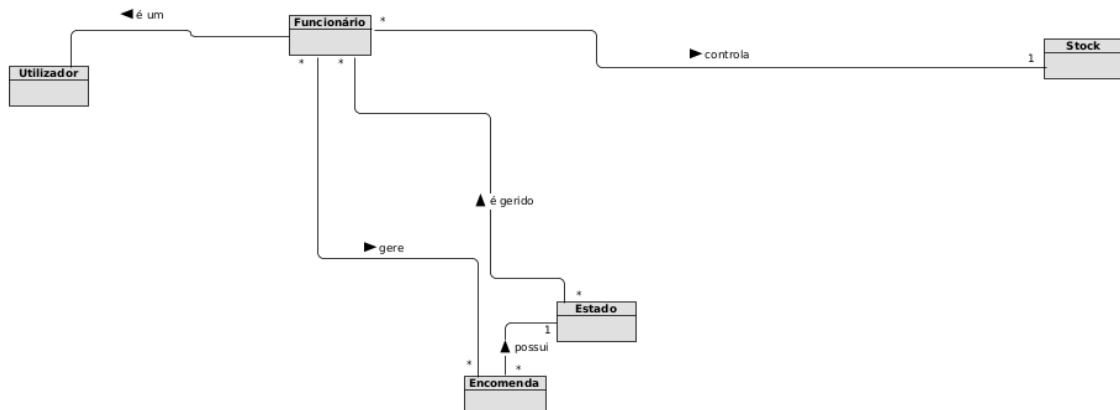 é um
Funcionário
*
Stock
controla
1
Utilizador
*
*
é gerido
gere
*
Estado
1
possui
*
*
Encomenda